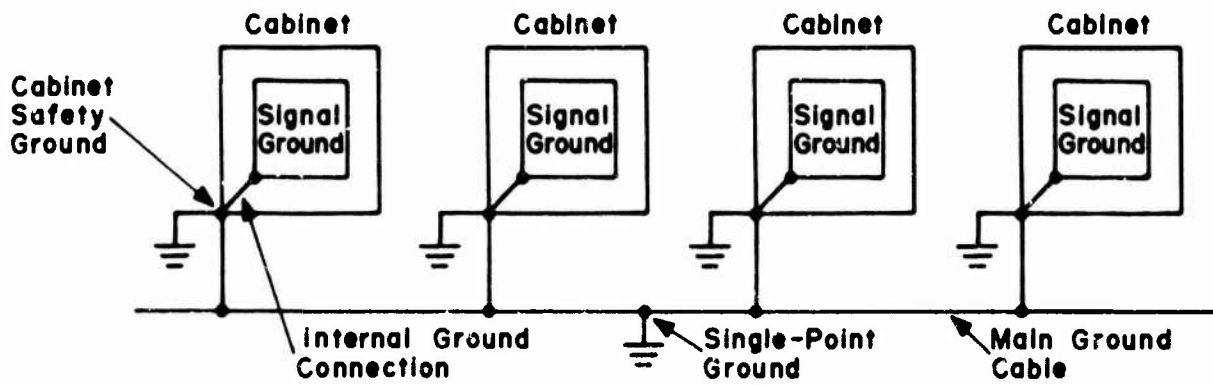 Cabinet
Cabinet
Cabinet
Cabinet
Cabinet
Safety
Ground
Signal
Ground
Signal
Ground
Signal
Ground
Signal
Ground
Internal Ground
Connection
Single-Point
Ground
Main Ground
Cable